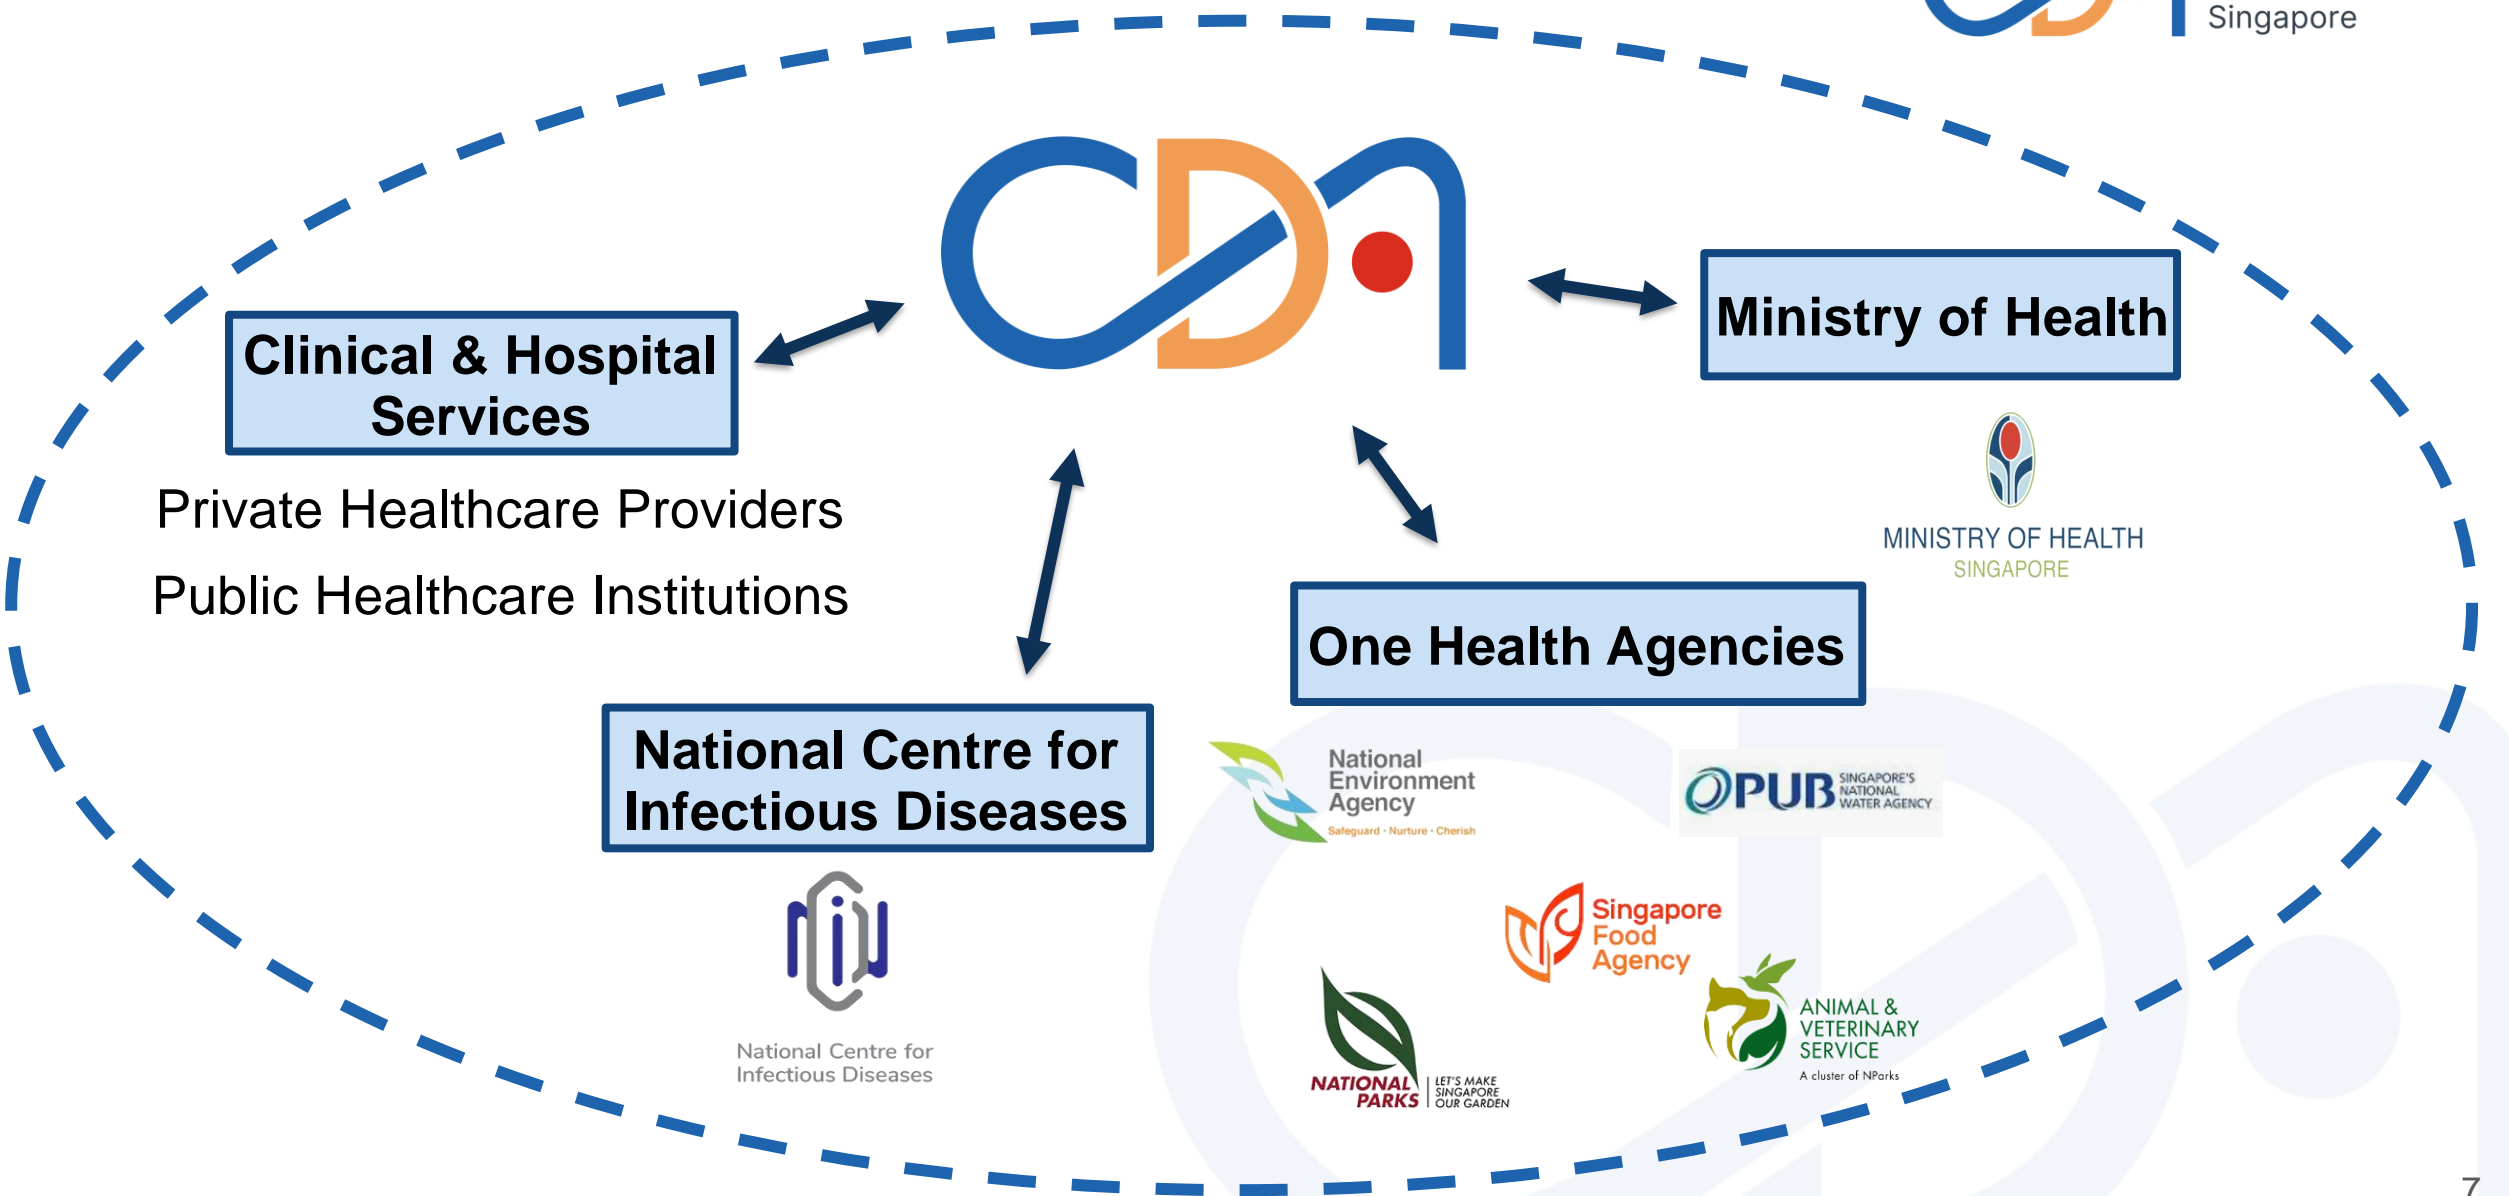 Singapore
CDA
Ministry of Health
Clinical & Hospital
Services
MINISTRY OF HEALTH
SINGAPORE
Private Healthcare Providers
Public Healthcare Institutions
One Health Agencies
National Centre for
Infectious Diseases
National
Environment
Agency
Safeguard · Nurture · Cherish
PUB
SINGAPORE'S
NATIONAL
WATER AGENCY
Singapore
Food
Agency
National Centre for
Infectious Diseases
NATIONAL
PARKS
LET'S MAKE
SINGAPORE
OUR GARDEN
ANIMAL &
VETERINARY
SERVICE
A cluster of NParks
7